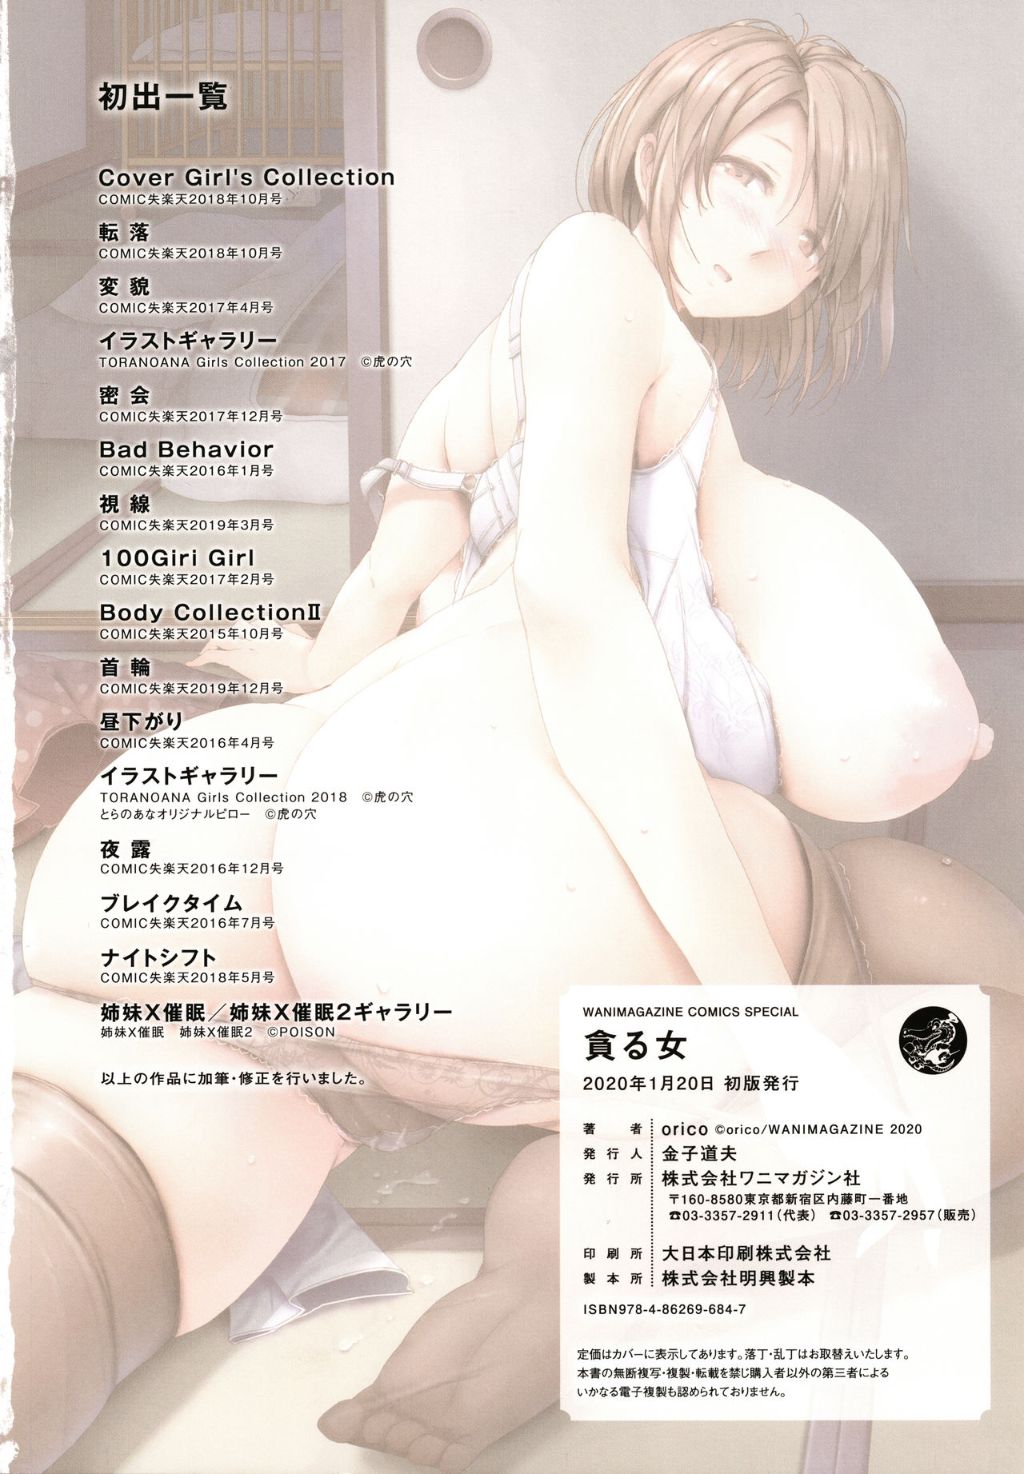 初出一覧
Cover Girl's Collection
COMIC失楽天2018年10月号
転落
COMIC失楽天2018年10月号
変貌
COMIC失楽天2017年4月号
イラストギャラリー
TORANOANA Girls Collection 2017　©虎の穴
密会
COMIC失楽天2017年12月号
Bad Behavior
COMIC失楽天2016年1月号
視線
COMIC失楽天2019年3月号
100Giri Girl
COMIC失楽天2017年2月号
Body CollectionⅡ
COMIC失楽天2015年10月号
首輪
COMIC失楽天2019年12月号
昼下がり
COMIC失楽天2016年4月号
イラストギャラリー
TORANOANA Girls Collection 2018　©虎の穴
とらのあなオリジナルピロー　©虎の穴
夜露
COMIC失楽天2016年12月号
ブレイクタイム
COMIC失楽天2016年7月号
ナイトシフト
COMIC失楽天2018年5月号
姉妹X催眠／姉妹X催眠2ギャラリー
姉妹X催眠　姉妹X催眠2　©POISON
以上の作品に加筆・修正を行いました。
WANIMAGAZINE COMICS SPECIAL
貪る女
2020年1月20日 初版発行
著者 orico ©orico/WANIMAGAZINE 2020
発行人 金子道夫
発行所 株式会社ワニマガジン社
〒160-8580東京都新宿区内藤町一番地
☎03-3357-2911（代表）　☎03-3357-2957（販売）
印刷所 大日本印刷株式会社
製本所 株式会社明興製本
ISBN978-4-86269-684-7
定価はカバーに表示してあります。落丁・乱丁はお取替えいたします。
本書の無断複写・複製・転載を禁じ購入者以外の第三者による
いかなる電子複製も認められておりません。